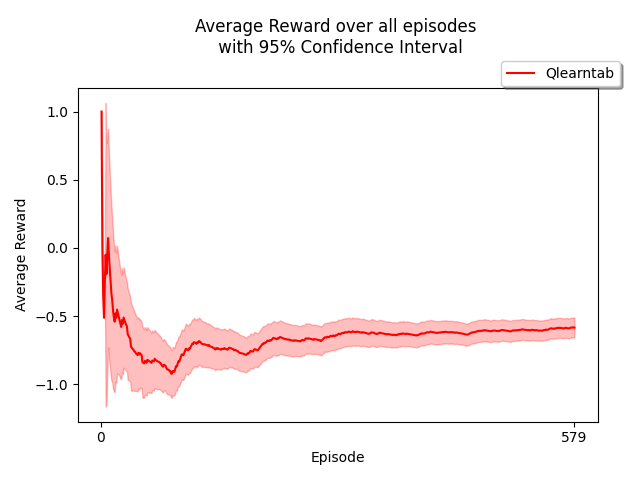 Average Reward over all episodes
with 95% Confidence Interval
Qlearntab
1.0
0.5
0.0
−0.5
−1.0
Average Reward
0
579
Episode